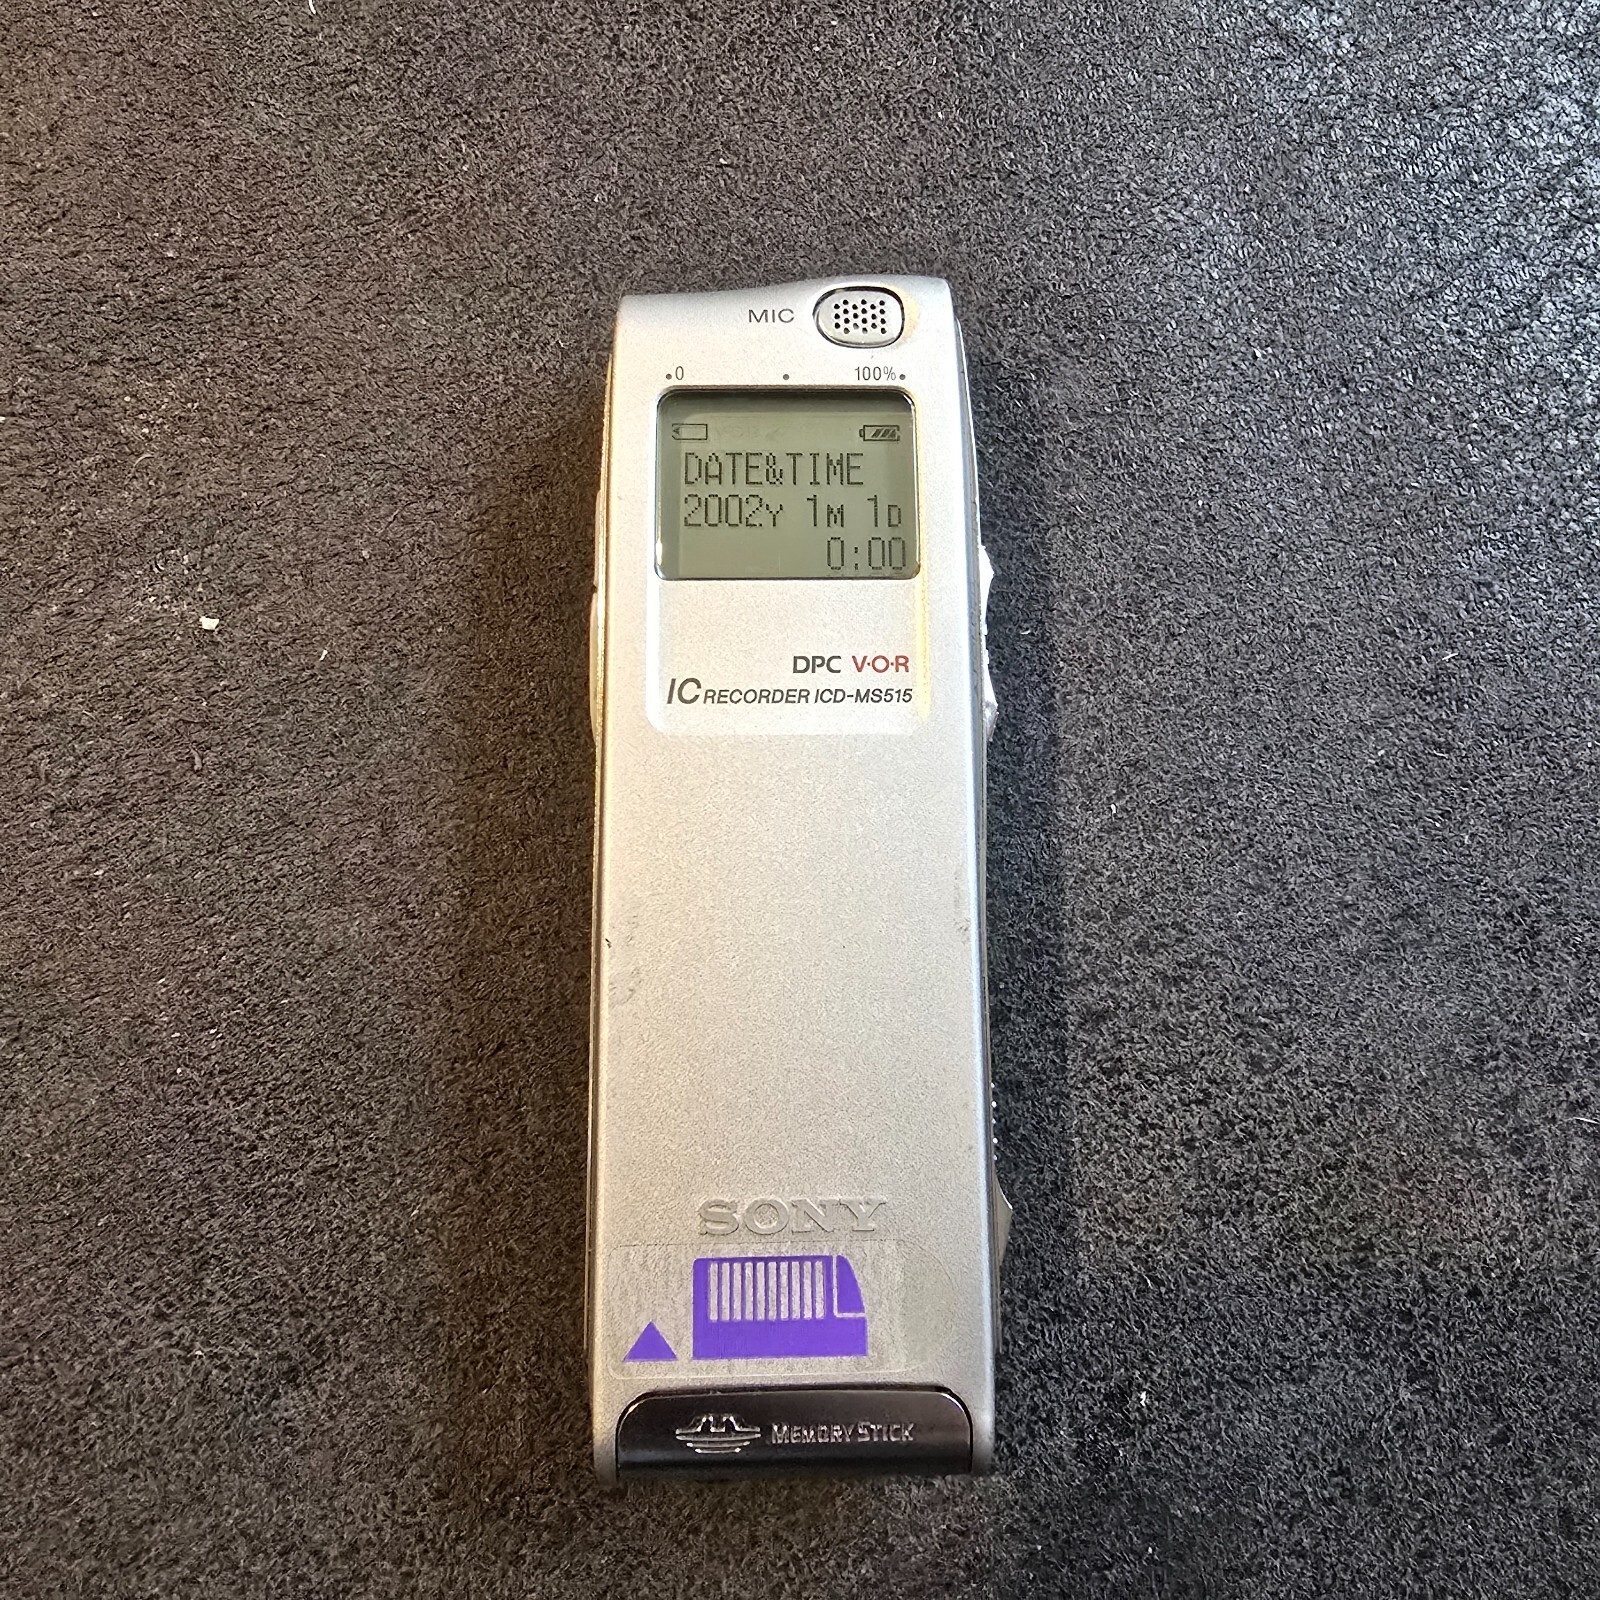 MIC
•0 • 100%•
DATE&TIME
2002Y 1M 1D
0:00
DPC V·O·R
IC RECORDER ICD-MS515
SONY
MEMORY STICK